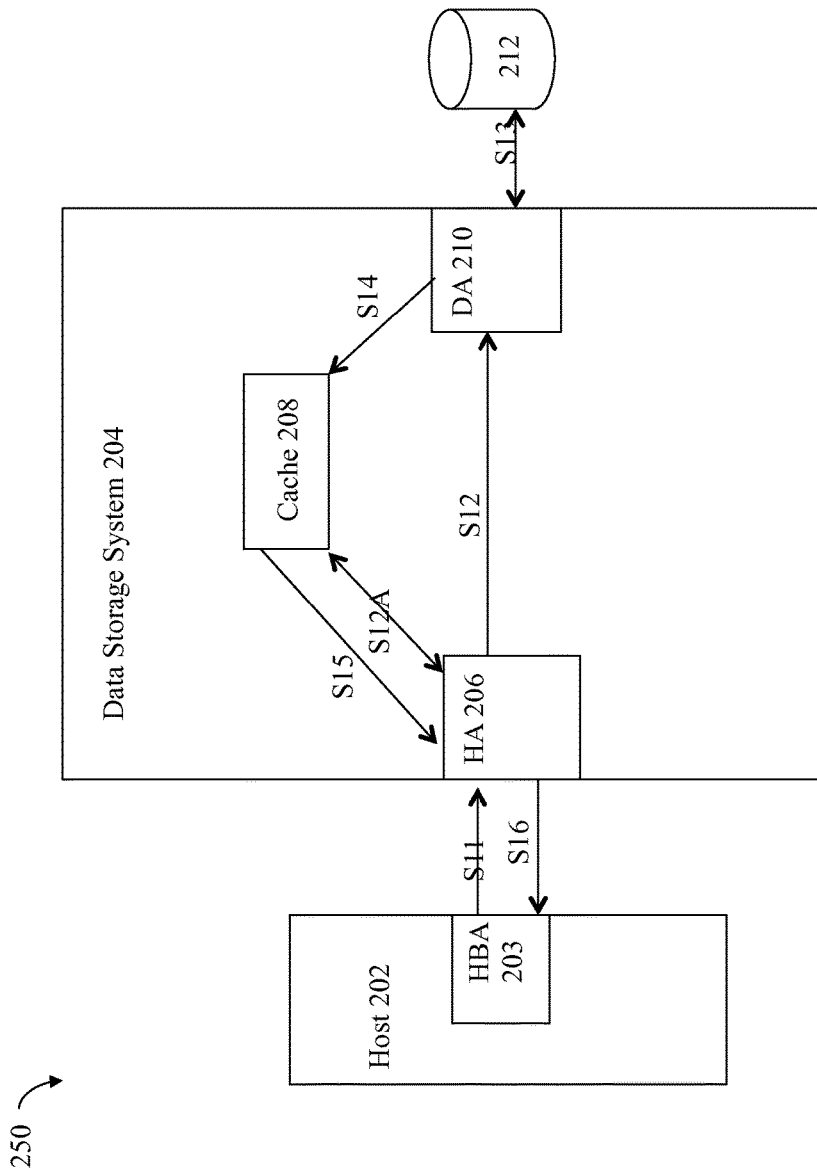 250
Host 202
HBA
203
S11
S16
Data Storage System 204
HA 206
S15
S12A
S12
Cache 208
S14
DA 210
S13
212